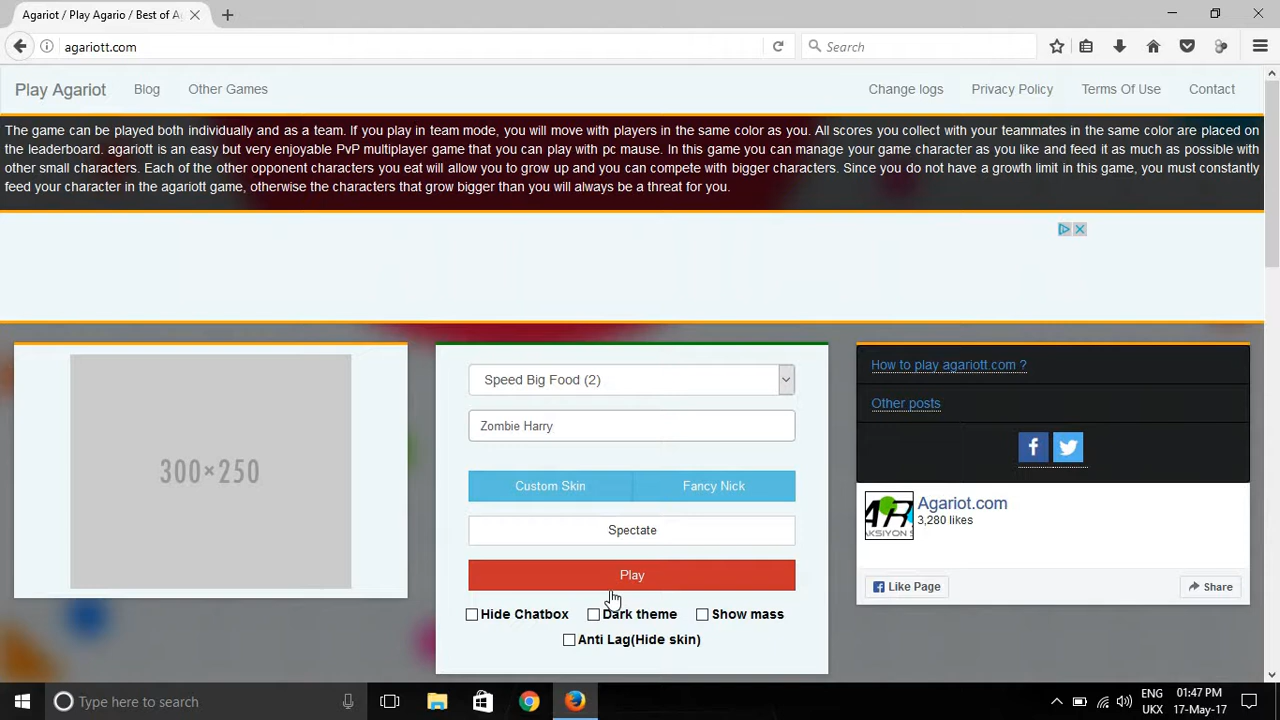 Agariot / Play Agario / Best of A
agariott.com
Search
Play Agariot
Blog
Other Games
Change logs
Privacy Policy
Terms Of Use
Contact
The game can be played both individually and as a team. If you play in team mode, you will move with players in the same color as you. All scores you collect with your teammates in the same color are placed on
the leaderboard. agariott is an easy but very enjoyable PvP multiplayer game that you can play with pc mause. In this game you can manage your game character as you like and feed it as much as possible with
other small characters. Each of the other opponent characters you eat will allow you to grow up and you can compete with bigger characters. Since you do not have a growth limit in this game, you must constantly
feed your character in the agariott game, otherwise the characters that grow bigger than you will always be a threat for you.
300×250
Speed Big Food (2)
Zombie Harry
Custom Skin
Fancy Nick
Spectate
Play
Hide Chatbox
Dark theme
Show mass
Anti Lag(Hide skin)
How to play agariott.com ?
Other posts
Agariot.com
3,280 likes
Like Page
Share
Type here to search
ENG
UKX
01:47 PM
17-May-17